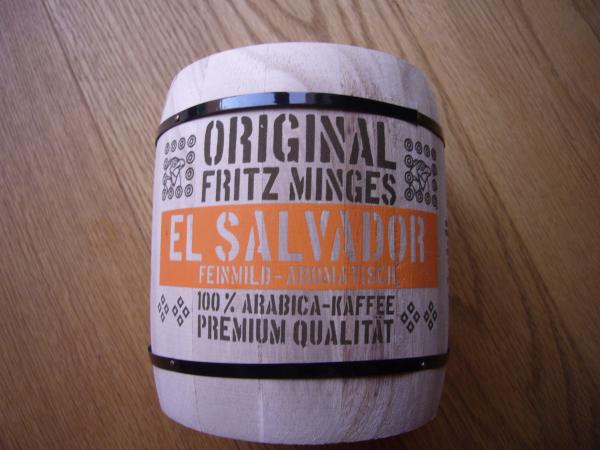 ORIGINAL
FRITZ MINGES
EL SALVADOR
FEINMILD-AROMATISCH
100% ARABICA-KAFFEE
PREMIUM QUALITÄT